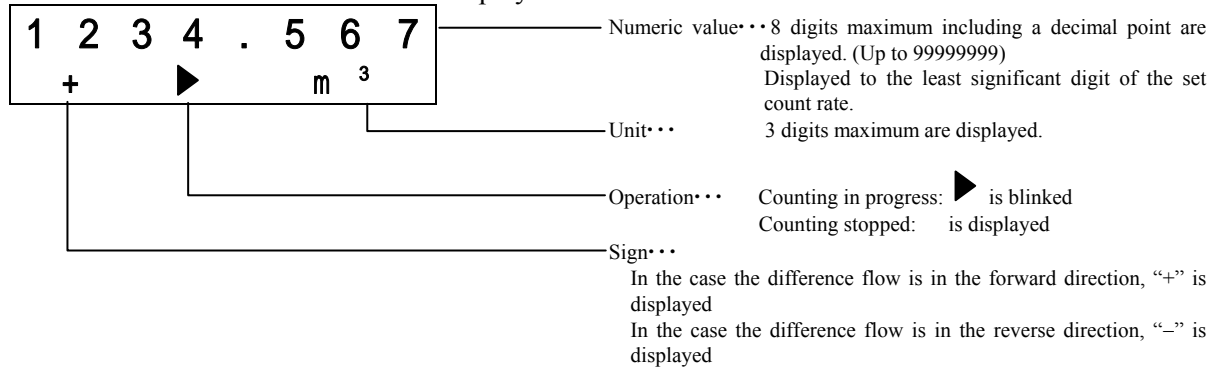 1 2 3 4 . 5 6 7
+ ▶ m ³
Numeric value･･･8 digits maximum including a decimal point are
displayed. (Up to 99999999)
Displayed to the least significant digit of the set
count rate.
Unit･･･ 3 digits maximum are displayed.
Operation･･･ Counting in progress: ▶ is blinked
Counting stopped: is displayed
Sign･･･
In the case the difference flow is in the forward direction, “+” is
displayed
In the case the difference flow is in the reverse direction, “–” is
displayed